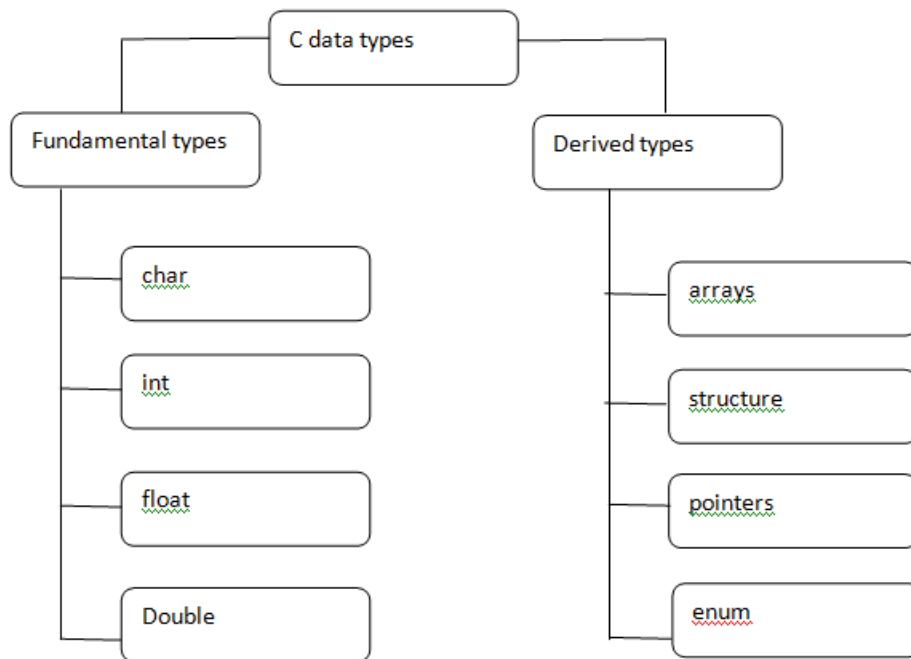 C data types
Fundamental types
Derived types
char
int
float
Double
arrays
structure
pointers
enum